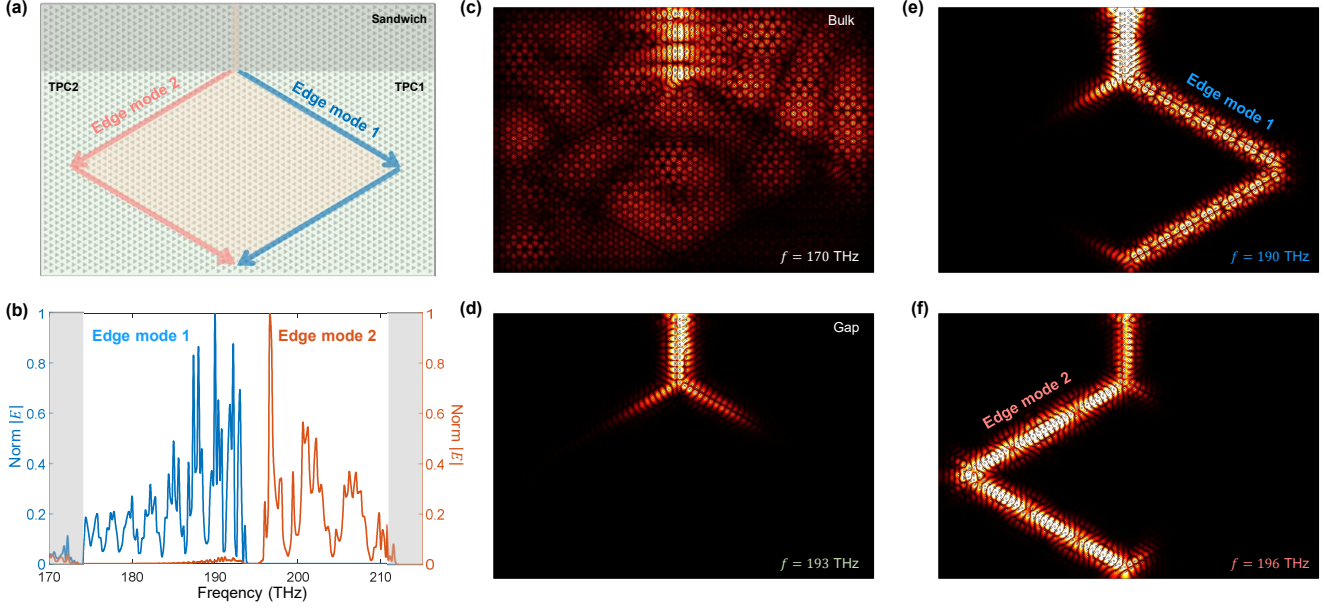 (a)
Sandwich
TPC2
TPC1
Edge mode 2
Edge mode 1
(b)
Edge mode 1
Edge mode 2
Norm |E|
Norm |E|
1
0.8
0.6
0.4
0.2
0
1
0.8
0.6
0.4
0.2
0
170 180 190 200 210
Freqency (THz)
(c)
Bulk
f = 170 THz
(d)
Gap
f = 193 THz
(e)
Edge mode 1
f = 190 THz
(f)
Edge mode 2
f = 196 THz